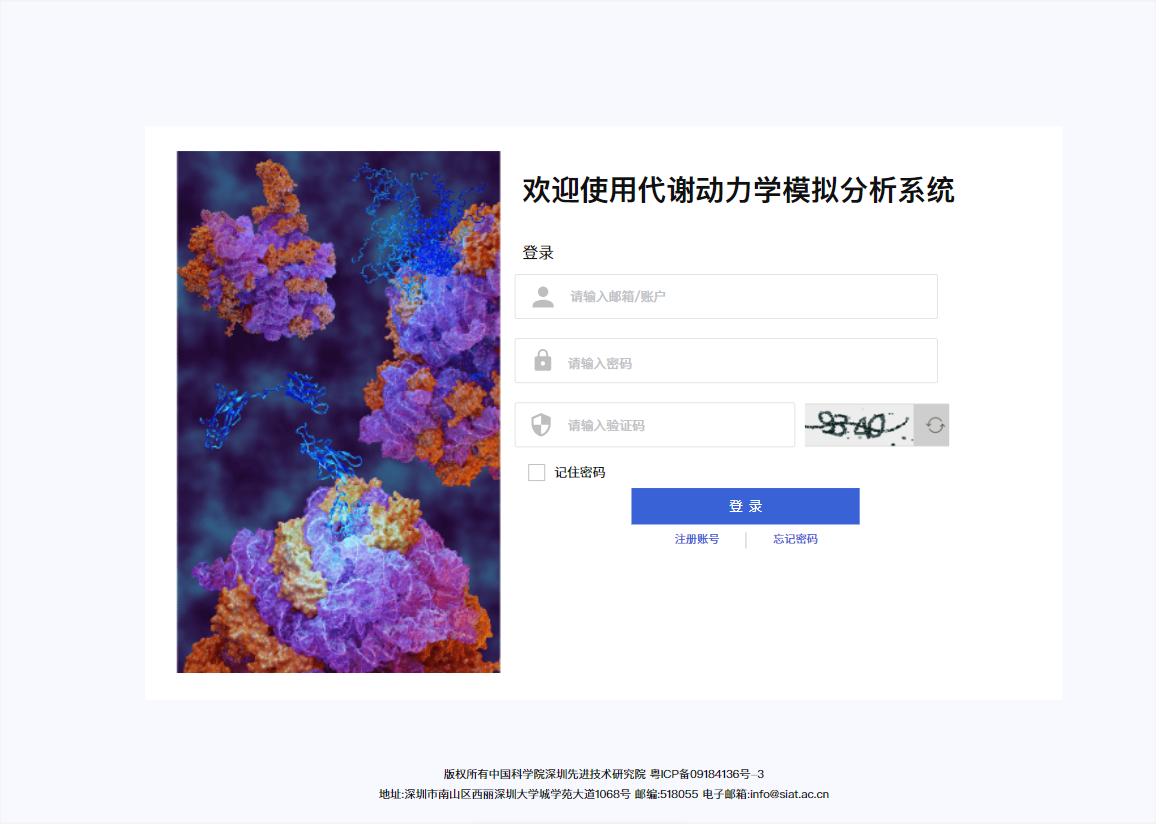 欢迎使用代谢动力学模拟分析系统
登录
请输入邮箱/账户
请输入密码
请输入验证码
记住密码
登 录
注册账号 | 忘记密码
版权所有中国科学院深圳先进技术研究院 粤ICP备09184136号-3
地址:深圳市南山区西丽深圳大学城学苑大道1068号 邮编:518055 电子邮箱:info@siat.ac.cn